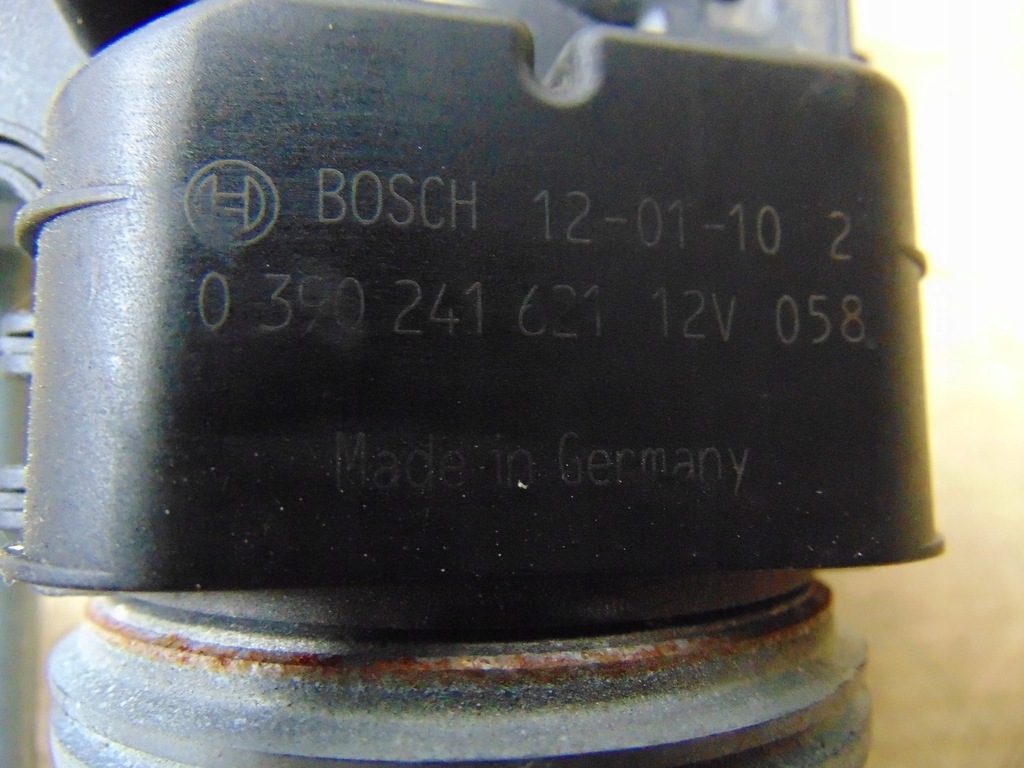 BOSCH 12-01-10 2
0 390 241 621 12V 058
Made in Germany